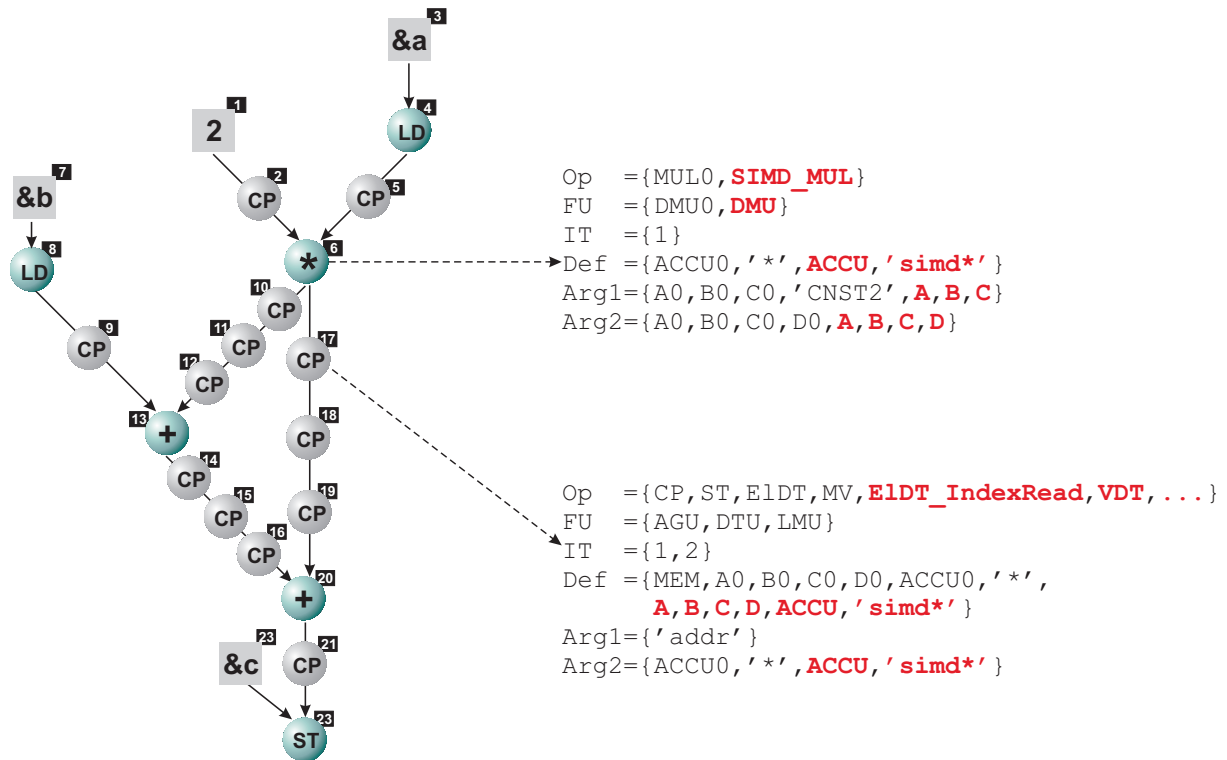 3
&a
1
2
4
LD
7
&b
2
CP
5
CP
8
LD
6
*
10
CP
9
CP
11
CP
12
CP
17
CP
13
+
18
CP
14
CP
15
CP
19
CP
16
CP
20
+
23
&c
21
CP
23
ST
Op ={MUL0,SIMD_MUL}
FU ={DMU0,DMU}
IT ={1}
Def ={ACCU0,'*',ACCU,'simd*'}
Arg1={A0,B0,C0,'CNST2',A,B,C}
Arg2={A0,B0,C0,D0,A,B,C,D}
Op ={CP,ST,ElDT,MV,ElDT_IndexRead,VDT,...}
FU ={AGU,DTU,LMU}
IT ={1,2}
Def ={MEM,A0,B0,C0,D0,ACCU0,'*',
A,B,C,D,ACCU,'simd*'}
Arg1={'addr'}
Arg2={ACCU0,'*',ACCU,'simd*'}